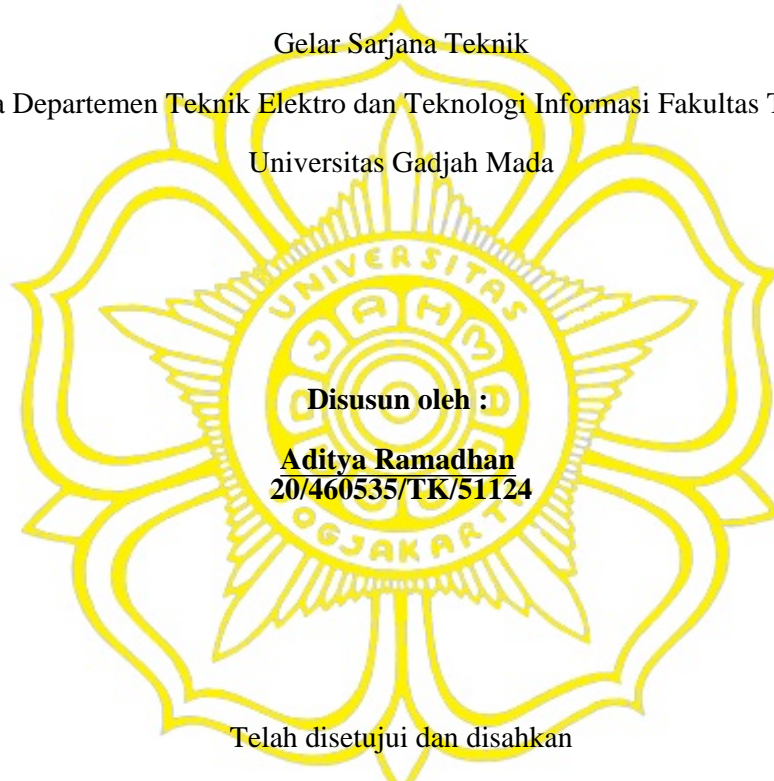 Gelar Sarjana Teknik
a Departemen Teknik Elektro dan Teknologi Informasi Fakultas T
Universitas Gadjah Mada
UNIVERSITAS
Disusun oleh :
Aditya Ramadhan
20/460535/TK/51124
OGJAKART
Telah disetujui dan disahkan